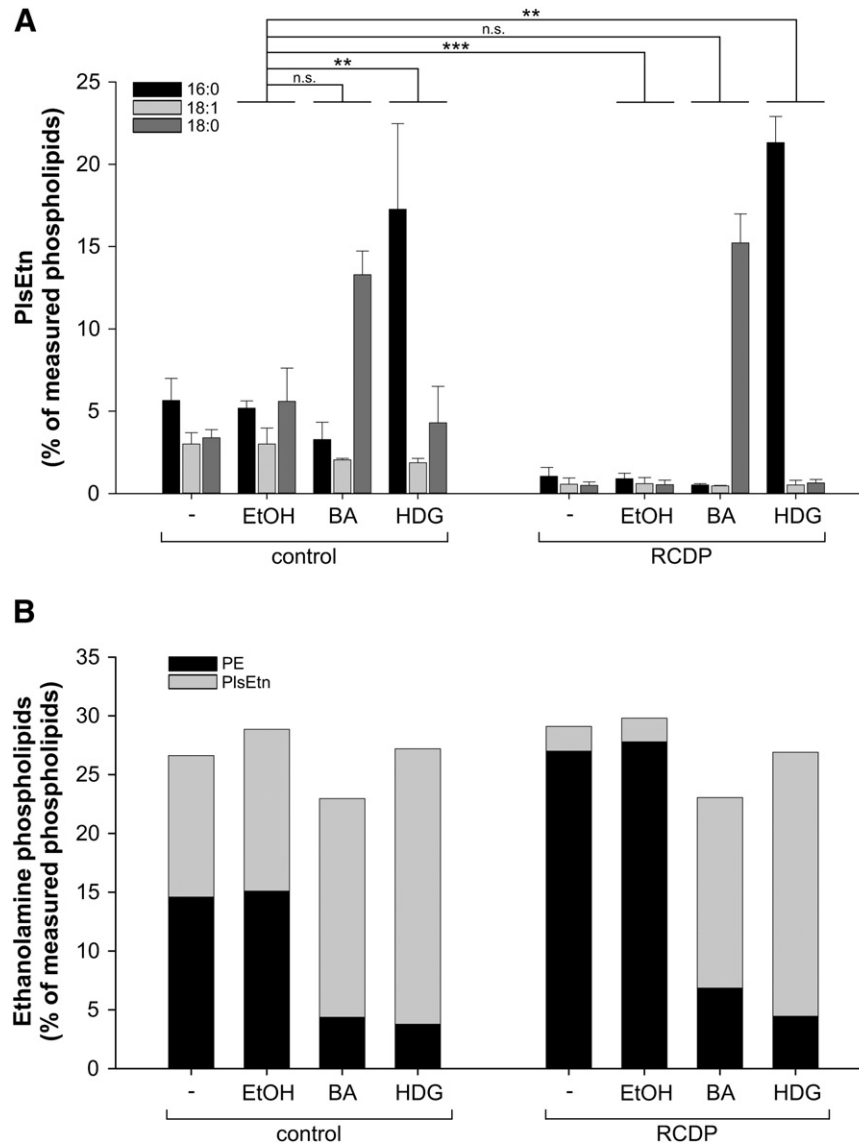 A
**
n.s.
***
**
n.s.
16:0
18:1
18:0
PlsEtn
(% of measured phospholipids)
25
20
15
10
5
0
- EtOH BA HDG - EtOH BA HDG
control RCDP
B
PE
PlsEtn
Ethanolamine phospholipids
(% of measured phospholipids)
35
30
25
20
15
10
5
0
- EtOH BA HDG - EtOH BA HDG
control RCDP